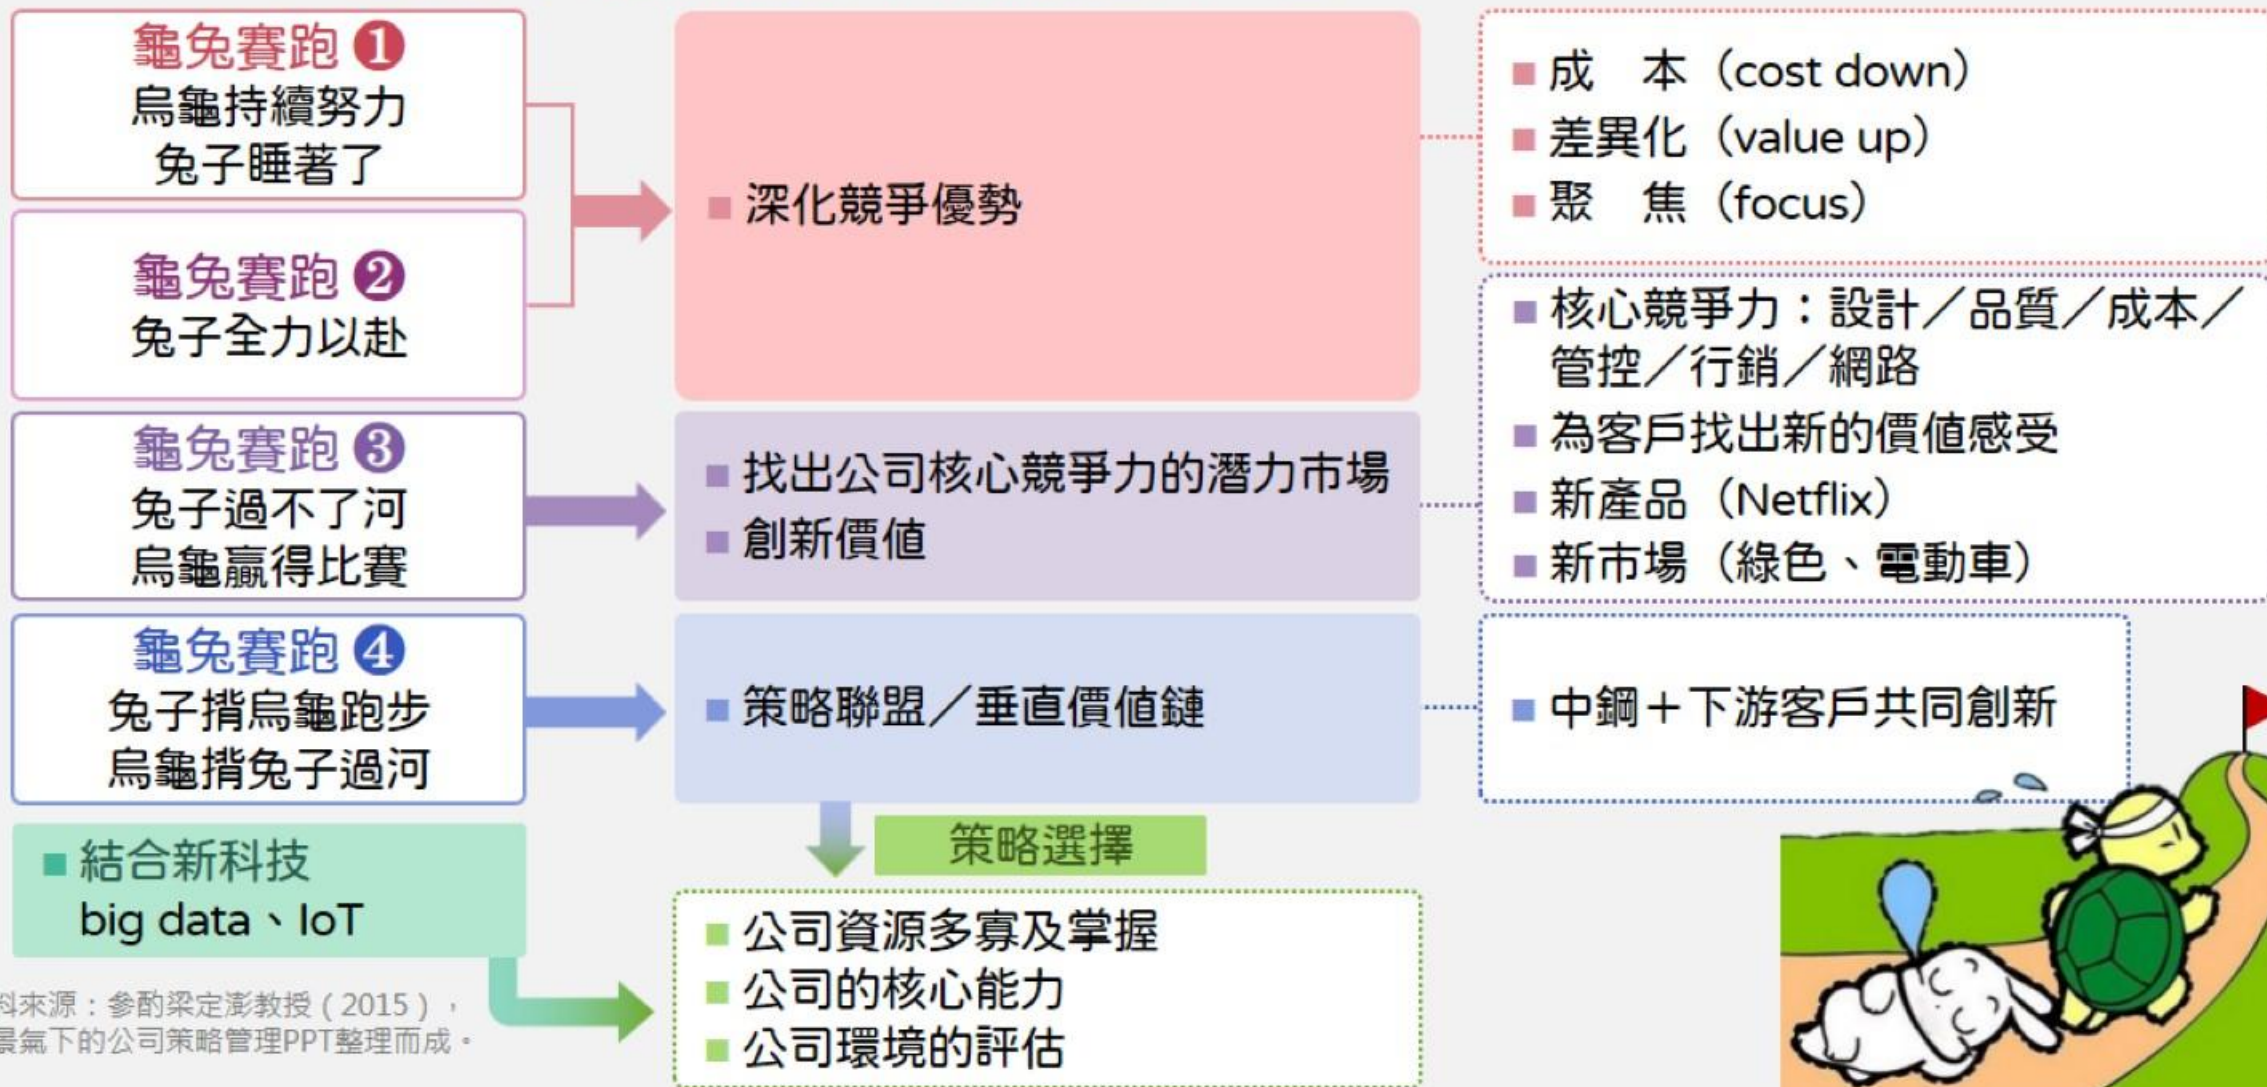 龜兔賽跑 ❶
烏龜持續努力
兔子睡著了
龜兔賽跑 ❷
兔子全力以赴
■ 深化競爭優勢
■ 成　本（cost down）
■ 差異化（value up）
■ 聚　焦（focus）
龜兔賽跑 ❸
兔子過不了河
烏龜贏得比賽
■ 找出公司核心競爭力的潛力市場
■ 創新價值
■ 核心競爭力：設計／品質／成本／
管控／行銷／網路
■ 為客戶找出新的價值感受
■ 新產品（Netflix）
■ 新市場（綠色、電動車）
龜兔賽跑 ❹
兔子揹烏龜跑步
烏龜揹兔子過河
■ 策略聯盟／垂直價值鏈
■ 中鋼＋下游客戶共同創新
策略選擇
■ 結合新科技
big data、IoT
■ 公司資源多寡及掌握
■ 公司的核心能力
■ 公司環境的評估
料來源：參酌梁定澎教授（2015），
景氣下的公司策略管理PPT整理而成。